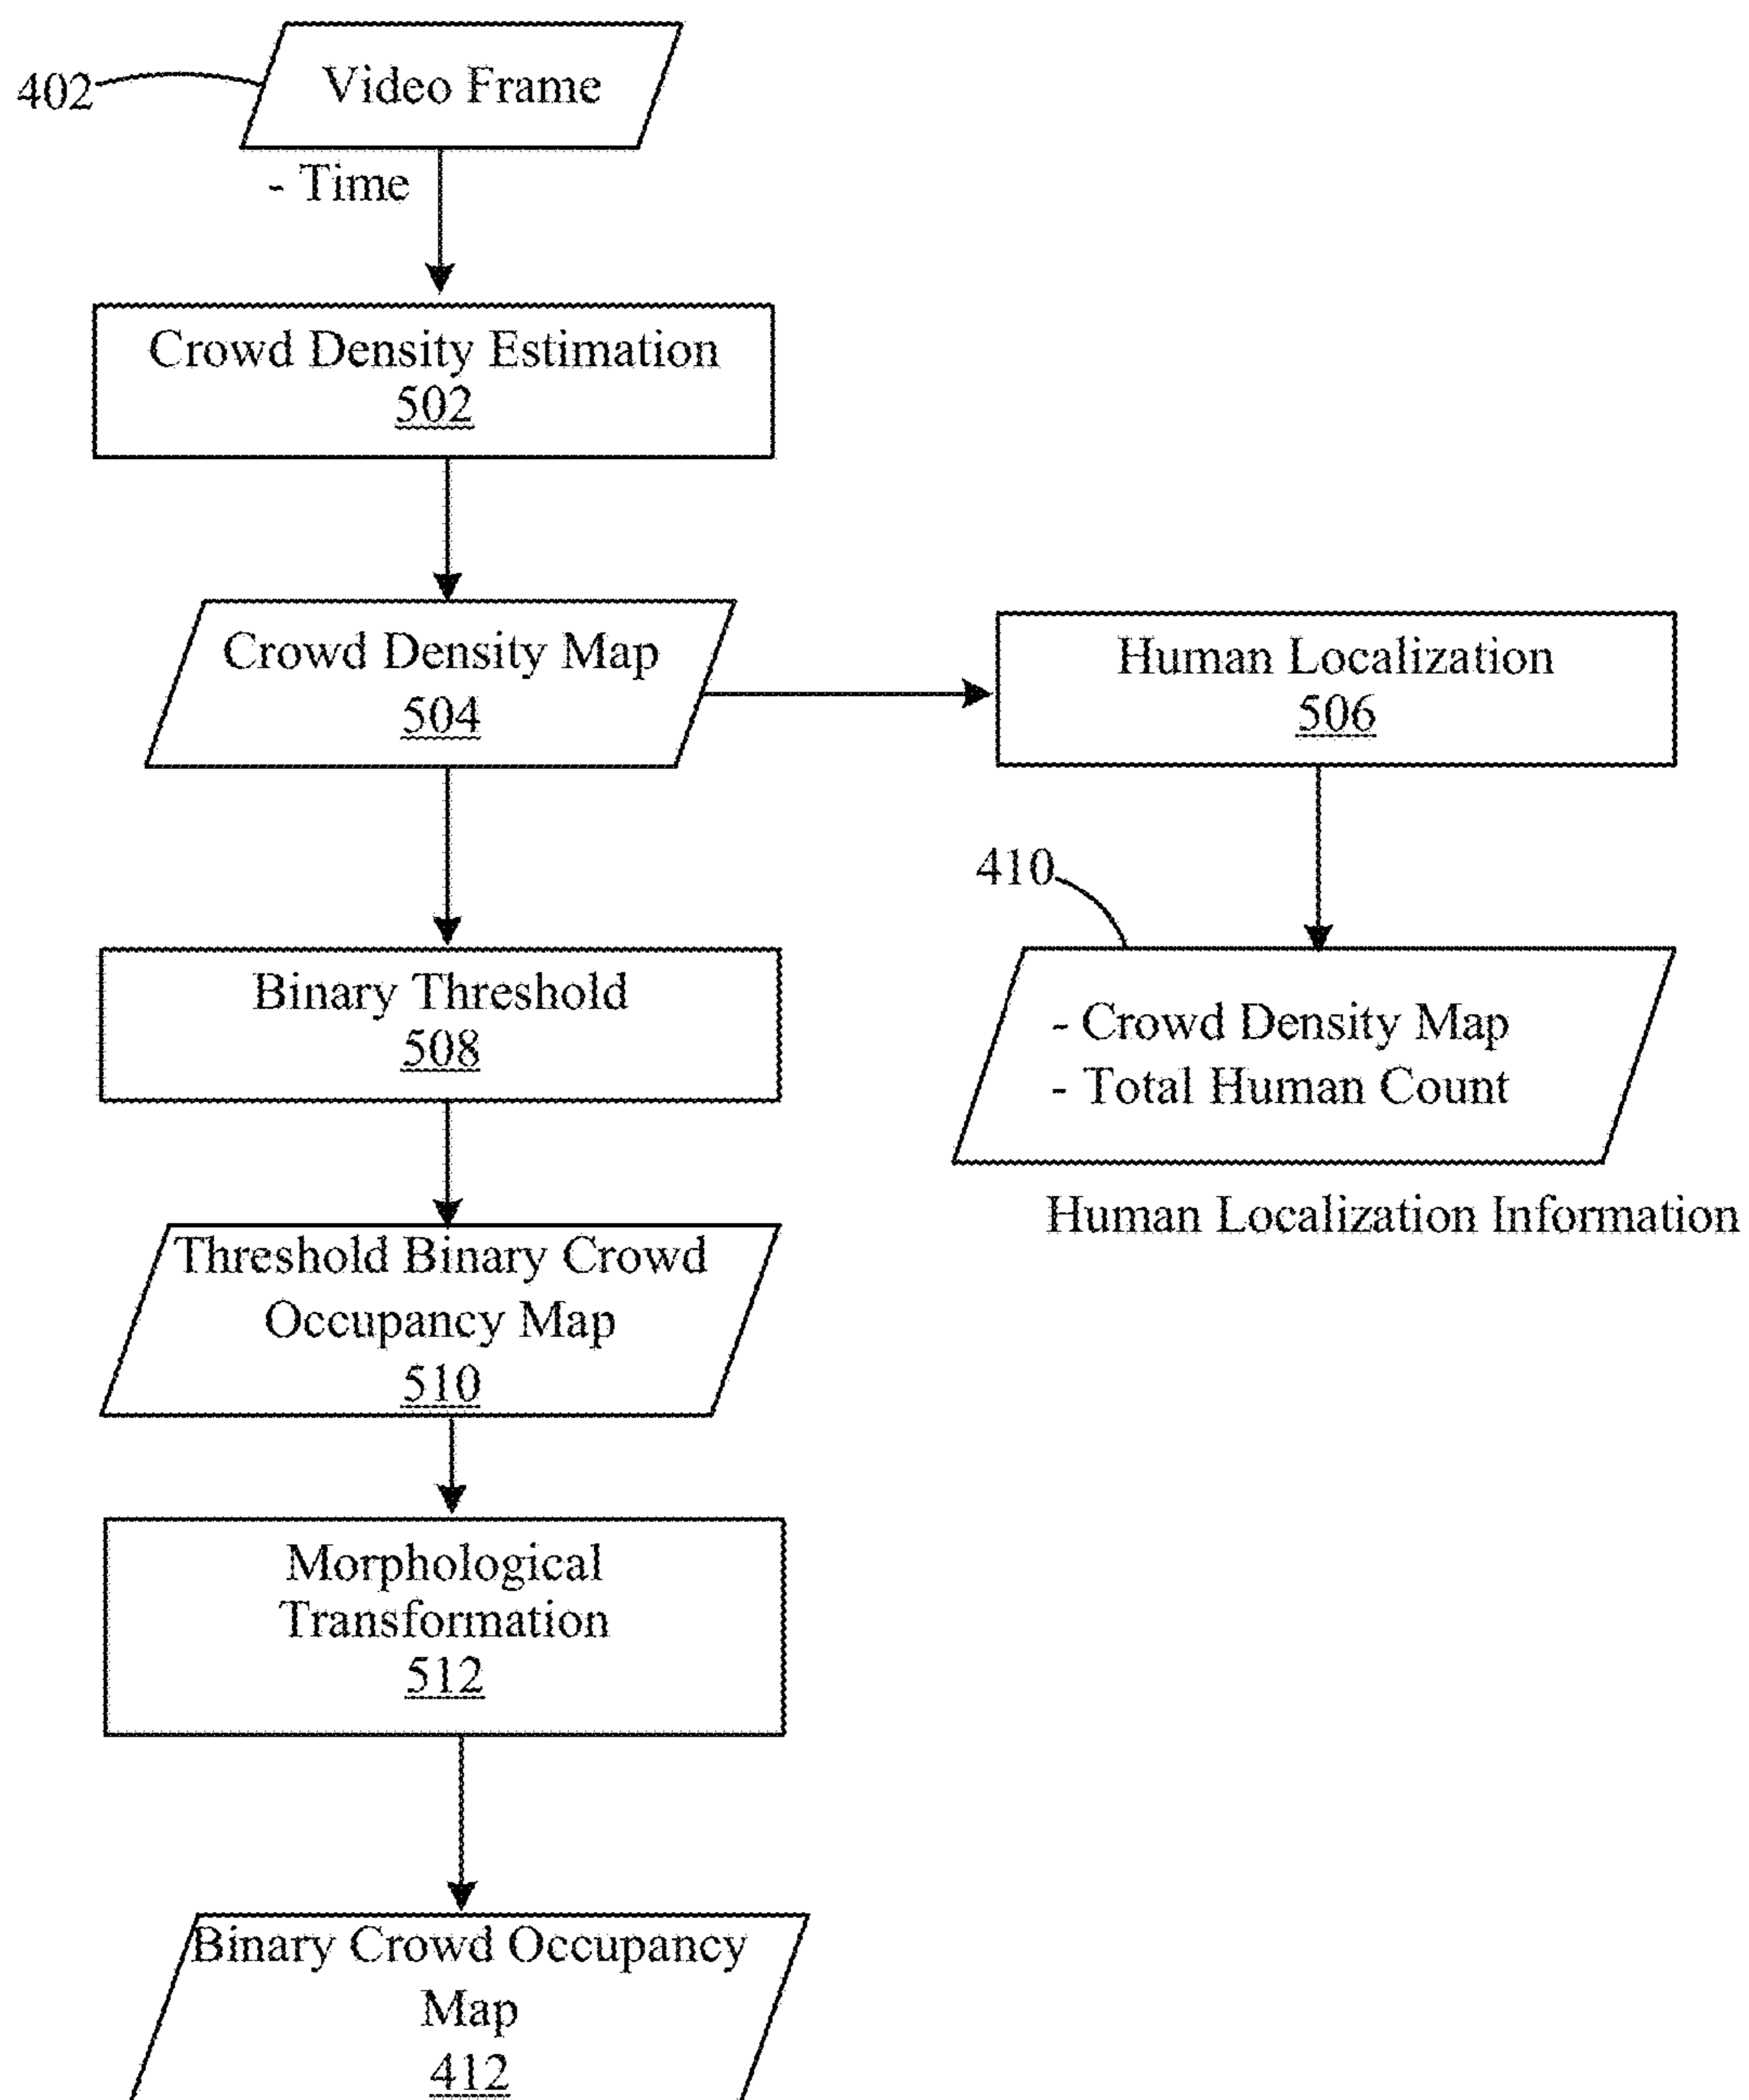 402
Video Frame
- Time
Crowd Density Estimation
502
Crowd Density Map
504
Human Localization
506
410
- Crowd Density Map
- Total Human Count
Human Localization Information
Binary Threshold
508
Threshold Binary Crowd
Occupancy Map
510
Morphological
Transformation
512
Binary Crowd Occupancy
Map
412